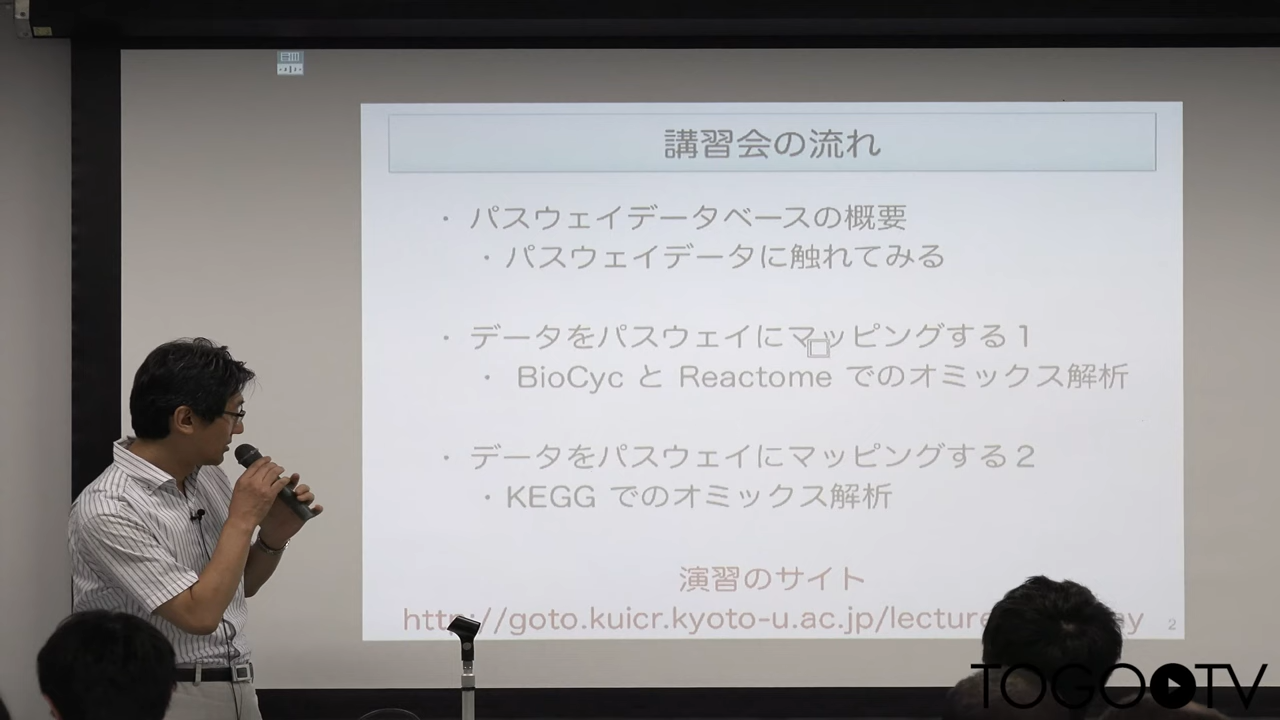 講習会の流れ
・ パスウェイデータベースの概要
・パスウェイデータに触れてみる
・ データをパスウェイにマッピングする１
・ BioCyc と Reactome でのオミックス解析
・ データをパスウェイにマッピングする２
・KEGG でのオミックス解析
演習のサイト
http://goto.kuicr.kyoto-u.ac.jp/lecture
2
TOGO TV